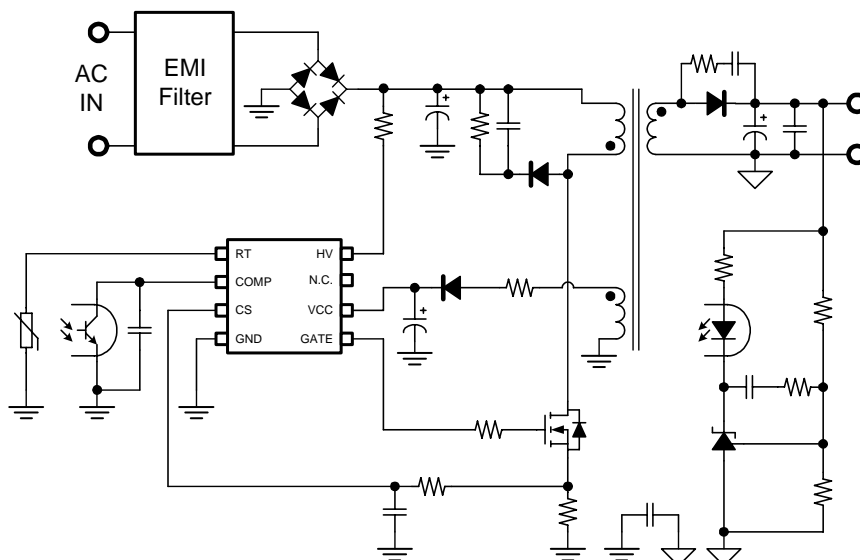 AC
IN
EMI
Filter
RT
HV
COMP
N.C.
CS
VCC
GND
GATE
+
+
+